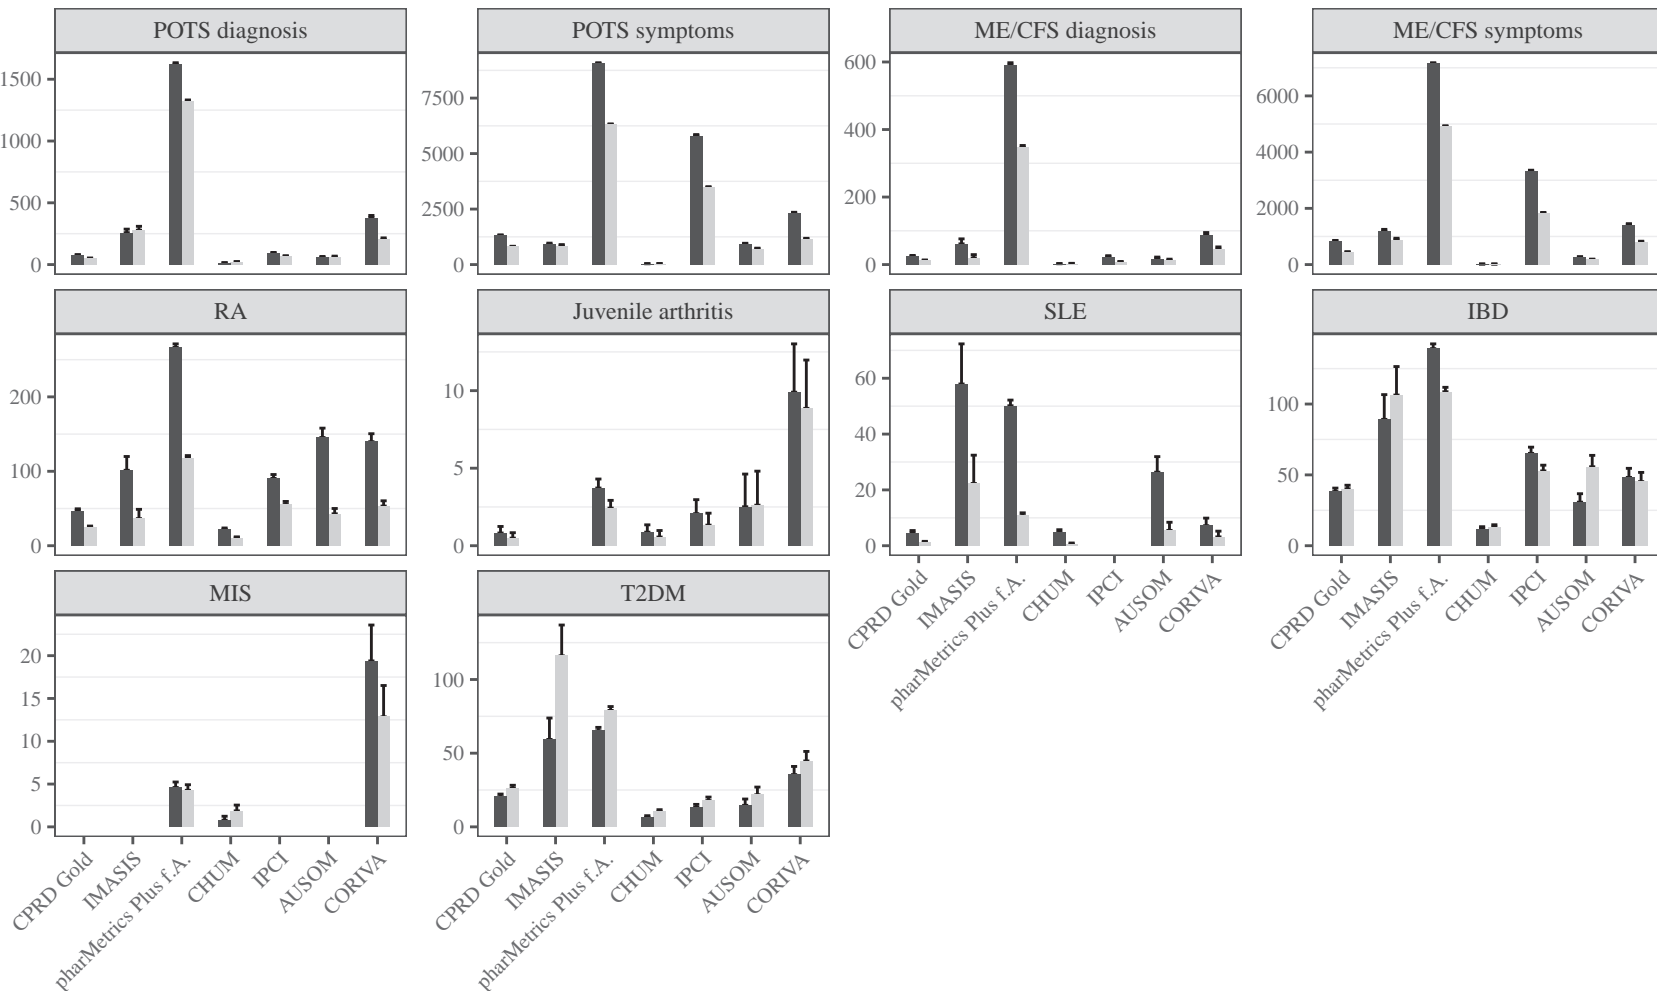 POTS diagnosis
POTS symptoms
ME/CFS diagnosis
ME/CFS symptoms
1500
1000
500
0
7500
5000
2500
0
600
400
200
0
6000
4000
2000
0
RA
Juvenile arthritis
SLE
IBD
200
100
0
10
5
0
60
40
20
0
100
50
0
CPRD Gold
IMASIS
pharMetrics Plus f.A.
CHUM
IPCI
AUSOM
CORIVA
CPRD Gold
IMASIS
pharMetrics Plus f.A.
CHUM
IPCI
AUSOM
CORIVA
MIS
T2DM
20
15
10
5
0
100
50
0
CPRD Gold
IMASIS
pharMetrics Plus f.A.
CHUM
IPCI
AUSOM
CORIVA
CPRD Gold
IMASIS
pharMetrics Plus f.A.
CHUM
IPCI
AUSOM
CORIVA